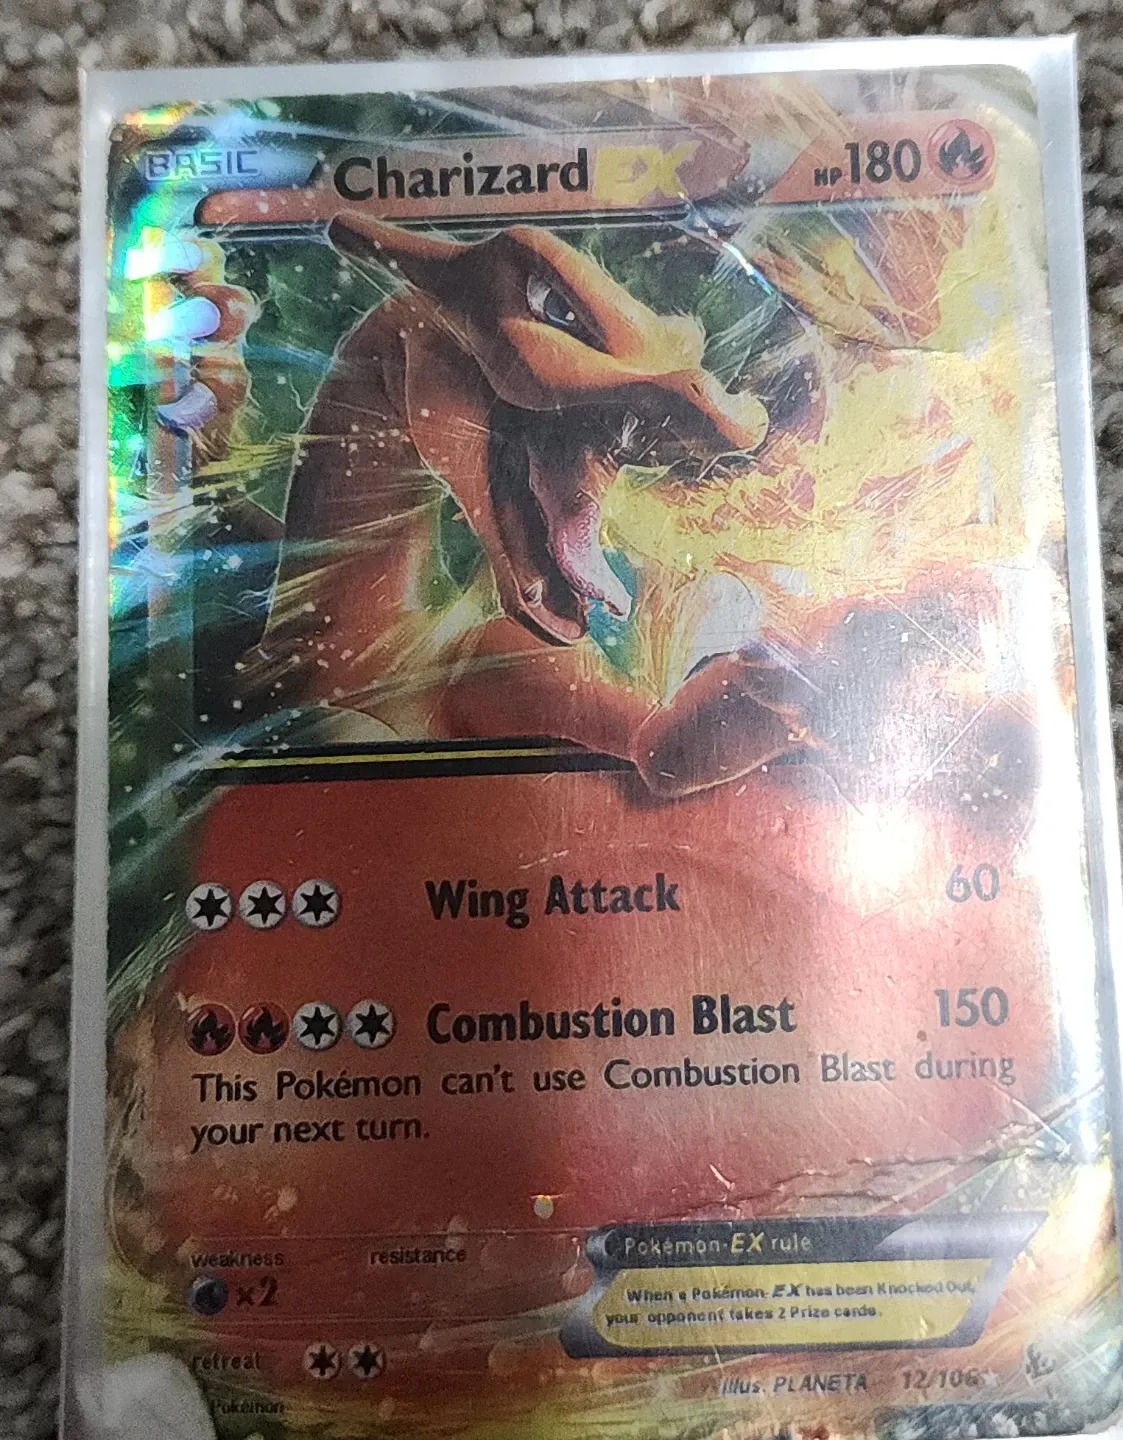 BASIC
Charizard EX
HP180
Wing Attack 60
Combustion Blast 150
This Pokémon can't use Combustion Blast during
your next turn.
weakness resistance
×2
Pokémon-EX rule
When a Pokémon-EX has been Knocked Out,
your opponent takes 2 Prize cards.
retreat
illus. PLANETA 12/106
Pokémon